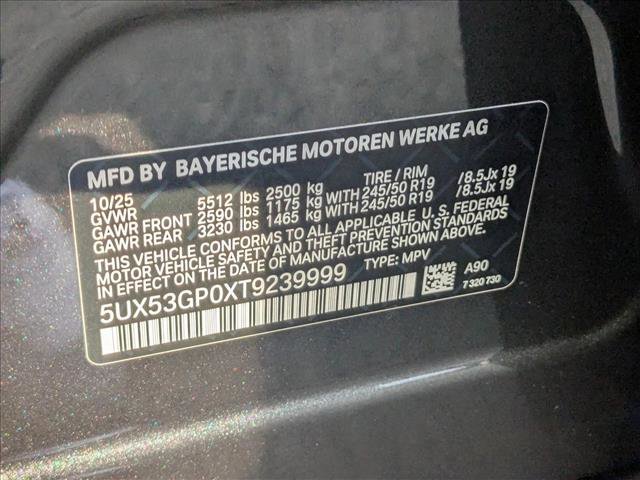 MFD BY BAYERISCHE MOTOREN WERKE AG
10/25 TIRE / RIM
GVWR 5512 lbs 2500 kg
GAWR FRONT 2590 lbs 1175 kg WITH 245/50 R19 /8.5Jx 19
GAWR REAR 3230 lbs 1465 kg WITH 245/50 R19 /8.5Jx 19
THIS VEHICLE CONFORMS TO ALL APPLICABLE U. S. FEDERAL
MOTOR VEHICLE SAFETY AND THEFT PREVENTION STANDARDS
IN EFFECT ON THE DATE OF MANUFACTURE SHOWN ABOVE.
5UX53GP0XT9239999 TYPE: MPV
A90
7 320 730